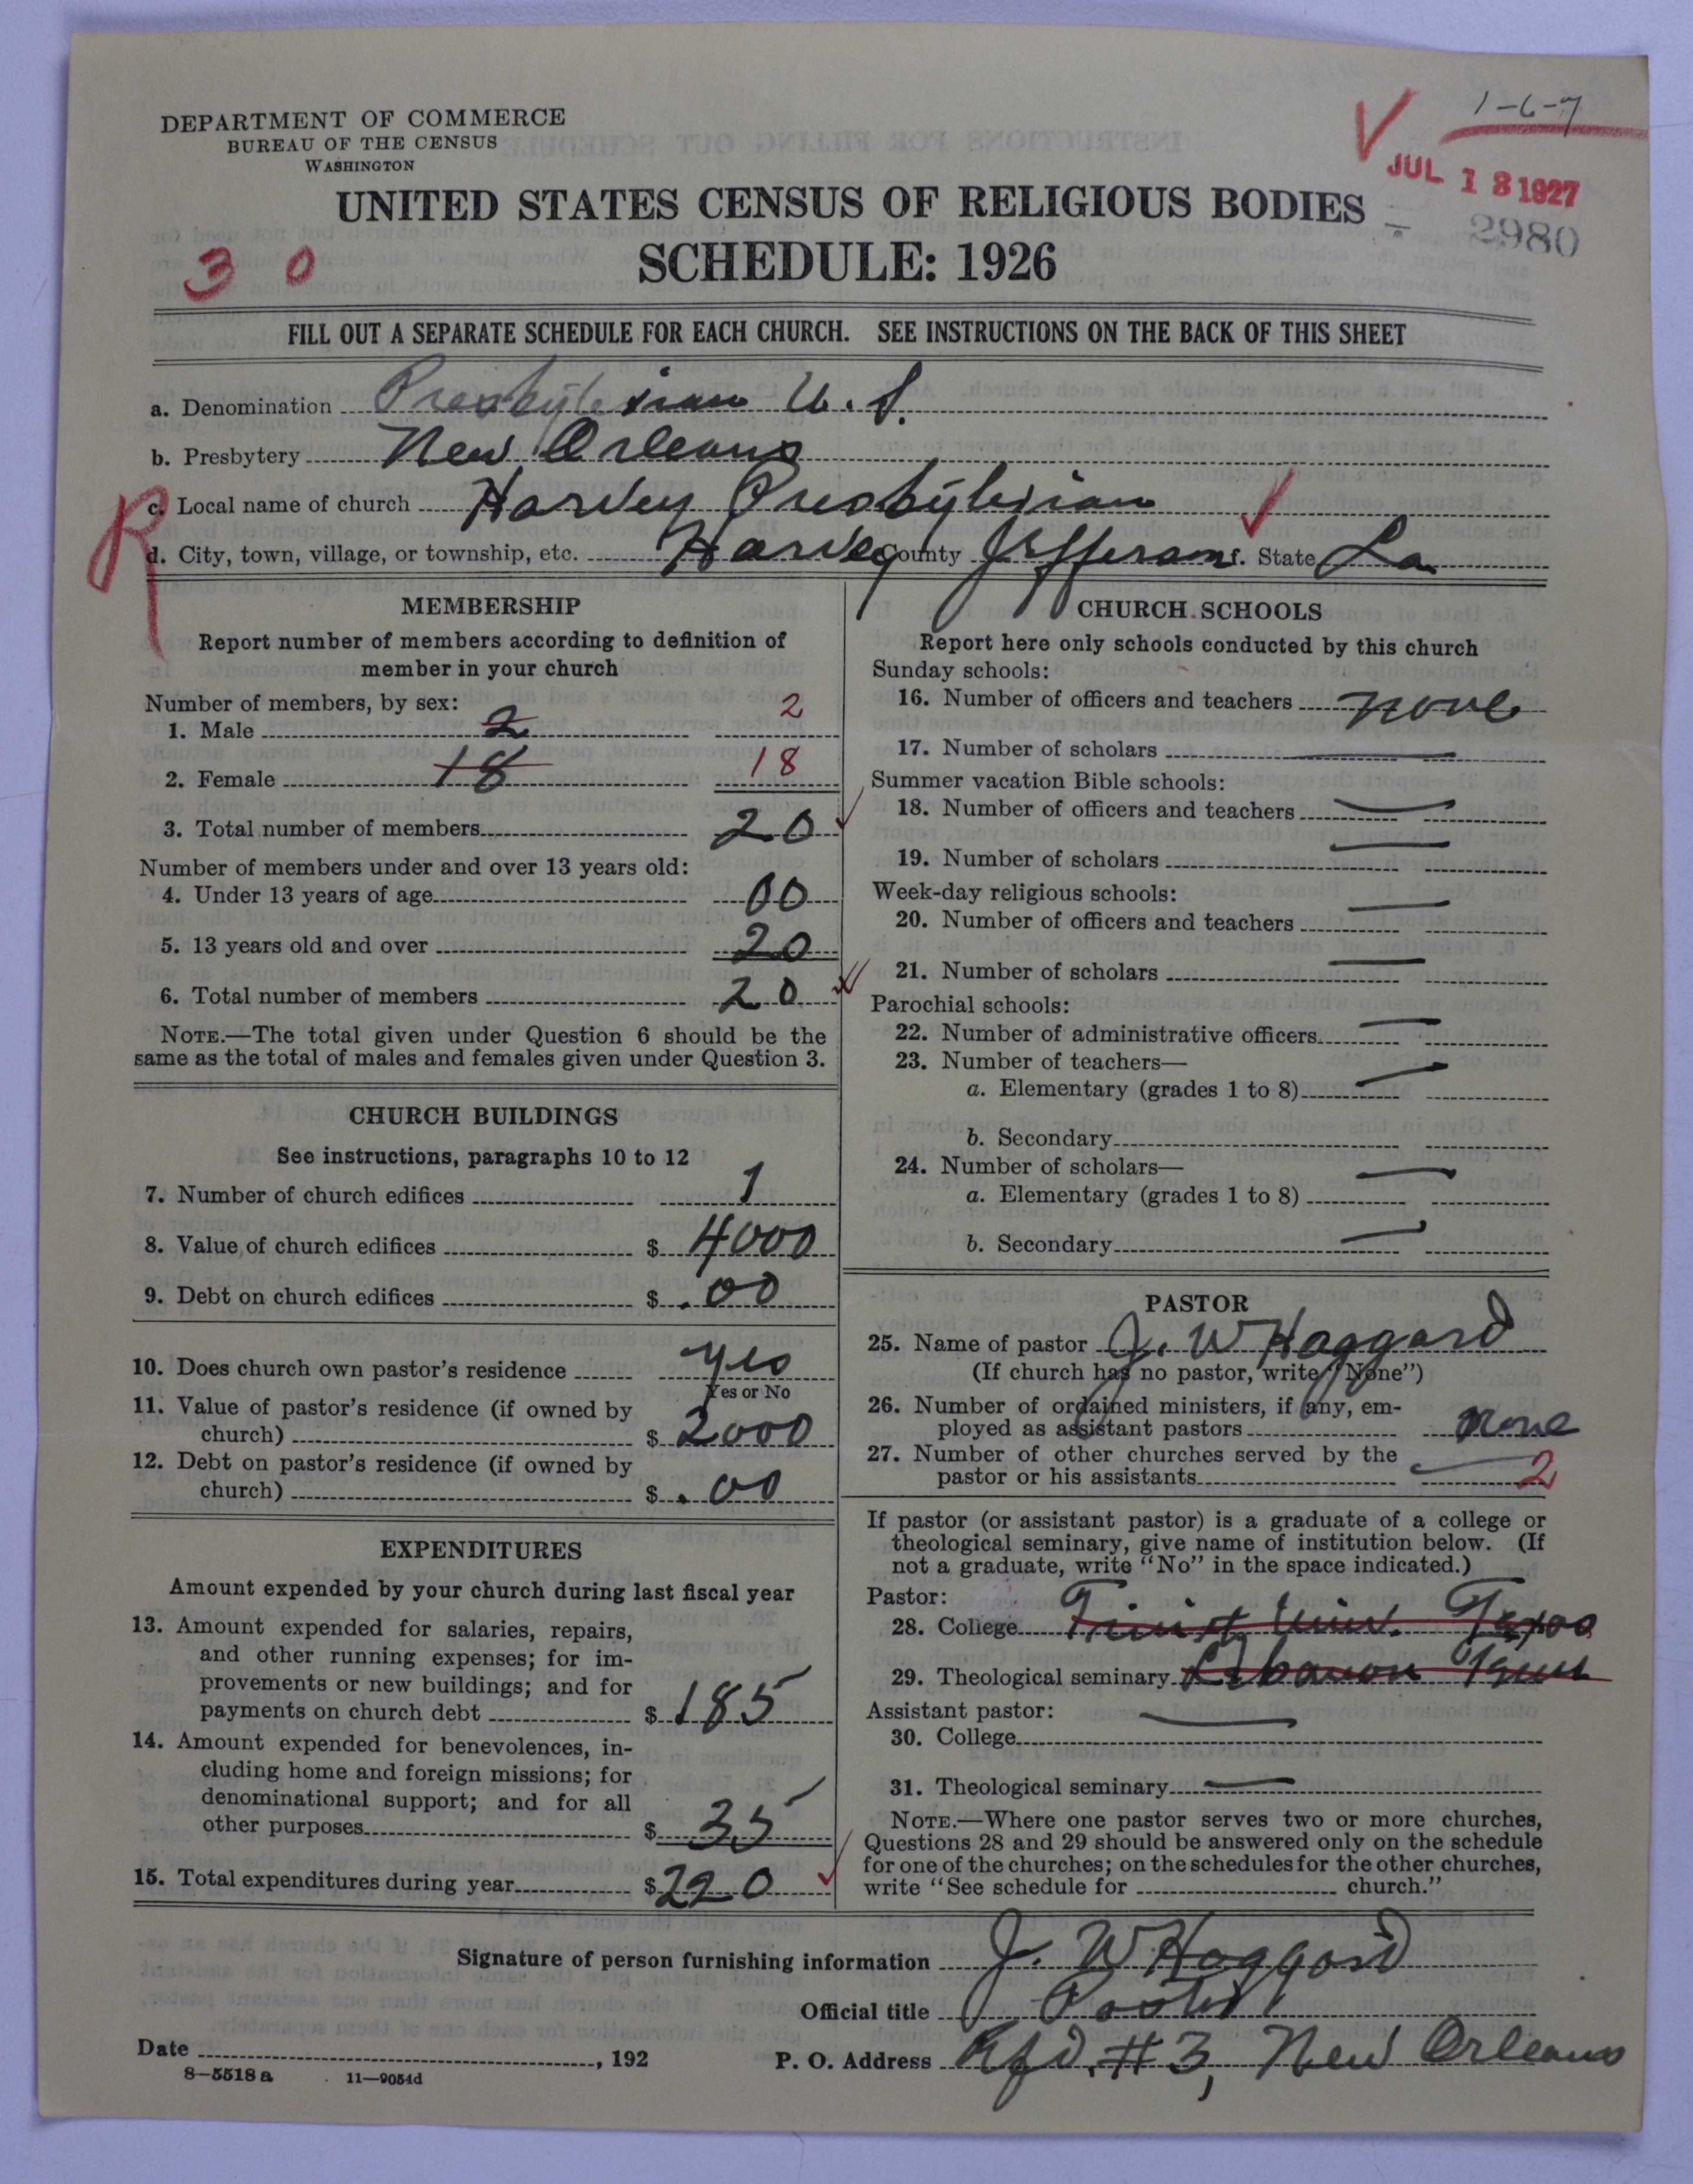 DEPARTMENT OF COMMERCE
BUREAU OF THE CENSUS
WASHINGTON
1-6-7
JUL 18 1927
2980
UNITED STATES CENSUS OF RELIGIOUS BODIES
SCHEDULE: 1926
3 0
FILL OUT A SEPARATE SCHEDULE FOR EACH CHURCH. SEE INSTRUCTIONS ON THE BACK OF THIS SHEET
a. Denomination Presbyterian U. S.
b. Presbytery New Orleans
R
c. Local name of church Harvey Presbyterian
d. City, town, village, or township, etc. Harvey County Jefferson State La
MEMBERSHIP
Report number of members according to definition of
member in your church
Number of members, by sex:
1. Male 2 2
2. Female 18 18
3. Total number of members 20
Number of members under and over 13 years old:
4. Under 13 years of age 00
5. 13 years old and over 20
6. Total number of members 20
NOTE.—The total given under Question 6 should be the
same as the total of males and females given under Question 3.
CHURCH BUILDINGS
See instructions, paragraphs 10 to 12
7. Number of church edifices 1
8. Value of church edifices $ 4000
9. Debt on church edifices $ .00
10. Does church own pastor's residence yes
Yes or No
11. Value of pastor's residence (if owned by
church) $ 2000
12. Debt on pastor's residence (if owned by
church) $ .00
EXPENDITURES
Amount expended by your church during last fiscal year
13. Amount expended for salaries, repairs,
and other running expenses; for im-
provements or new buildings; and for
payments on church debt $ 185
14. Amount expended for benevolences, in-
cluding home and foreign missions; for
denominational support; and for all
other purposes $ 35
15. Total expenditures during year $ 220
CHURCH SCHOOLS
Report here only schools conducted by this church
Sunday schools:
16. Number of officers and teachers none
17. Number of scholars
Summer vacation Bible schools:
18. Number of officers and teachers
19. Number of scholars
Week-day religious schools:
20. Number of officers and teachers
21. Number of scholars
Parochial schools:
22. Number of administrative officers
23. Number of teachers—
a. Elementary (grades 1 to 8)
b. Secondary
24. Number of scholars—
a. Elementary (grades 1 to 8)
b. Secondary
PASTOR
25. Name of pastor J. W Haggard
(If church has no pastor, write "None")
26. Number of ordained ministers, if any, em-
ployed as assistant pastors none
27. Number of other churches served by the
pastor or his assistants 2
If pastor (or assistant pastor) is a graduate of a college or
theological seminary, give name of institution below. (If
not a graduate, write "No" in the space indicated.)
Pastor:
28. College Trinity Univ. Texas
29. Theological seminary Lebanon Tenn
Assistant pastor:
30. College
31. Theological seminary
NOTE.—Where one pastor serves two or more churches,
Questions 28 and 29 should be answered only on the schedule
for one of the churches; on the schedules for the other churches,
write "See schedule for church."
Signature of person furnishing information J. W Haggard
Official title Pastor
Date , 192
P. O. Address Rfd. #3, New Orleans
8-5518 a 11-9054d